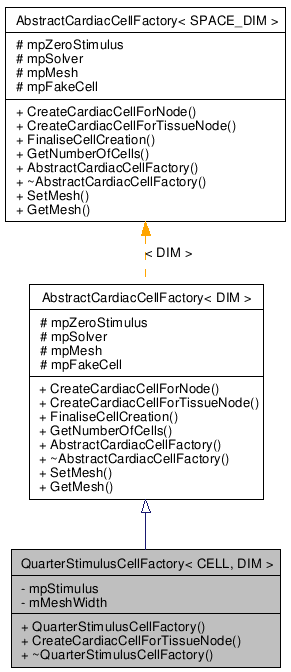 AbstractCardiacCellFactory< SPACE_DIM >
# mpZeroStimulus
# mpSolver
# mpMesh
# mpFakeCell
+ CreateCardiacCellForNode()
+ CreateCardiacCellForTissueNode()
+ FinaliseCellCreation()
+ GetNumberOfCells()
+ AbstractCardiacCellFactory()
+ ~AbstractCardiacCellFactory()
+ SetMesh()
+ GetMesh()
< DIM >
AbstractCardiacCellFactory< DIM >
# mpZeroStimulus
# mpSolver
# mpMesh
# mpFakeCell
+ CreateCardiacCellForNode()
+ CreateCardiacCellForTissueNode()
+ FinaliseCellCreation()
+ GetNumberOfCells()
+ AbstractCardiacCellFactory()
+ ~AbstractCardiacCellFactory()
+ SetMesh()
+ GetMesh()
QuarterStimulusCellFactory< CELL, DIM >
- mpStimulus
- mMeshWidth
+ QuarterStimulusCellFactory()
+ CreateCardiacCellForTissueNode()
+ ~QuarterStimulusCellFactory()